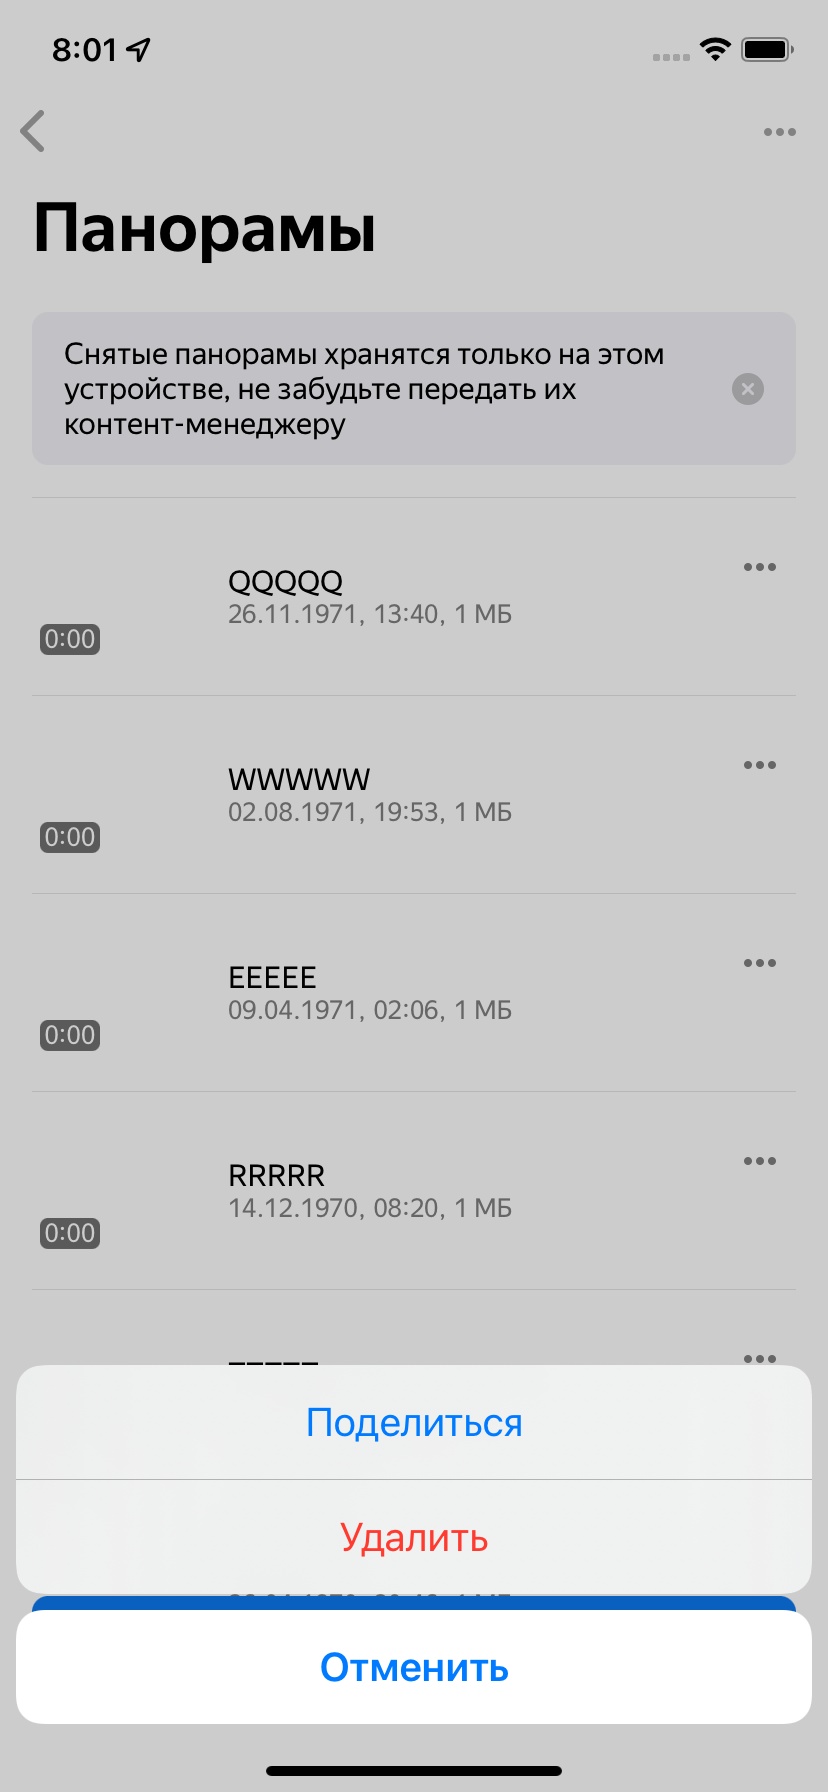 8:01
Панорамы
Снятые панорамы хранятся только на этом
устройстве, не забудьте передать их
контент-менеджеру
QQQQQ
26.11.1971, 13:40, 1 МБ
0:00
WWWWW
02.08.1971, 19:53, 1 МБ
0:00
EEEEE
09.04.1971, 02:06, 1 МБ
0:00
RRRRR
14.12.1970, 08:20, 1 МБ
0:00
Поделиться
Удалить
Отменить